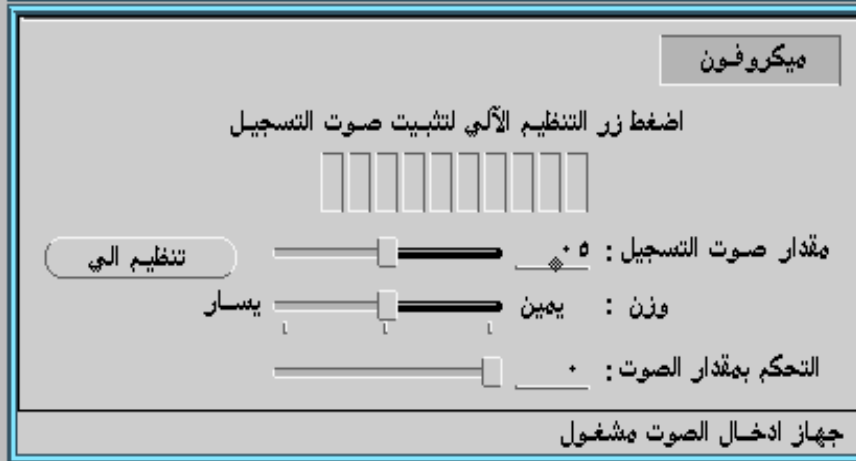 ميكروفون
اضغط زر التنظيم الآلي لتثبيت صوت التسجيل
مقدار صوت التسجيل : ٥٠ تنظيم الي
وزن : يمين يسار
التحكم بمقدار الصوت : ٠
جهاز ادخال الصوت مشغول